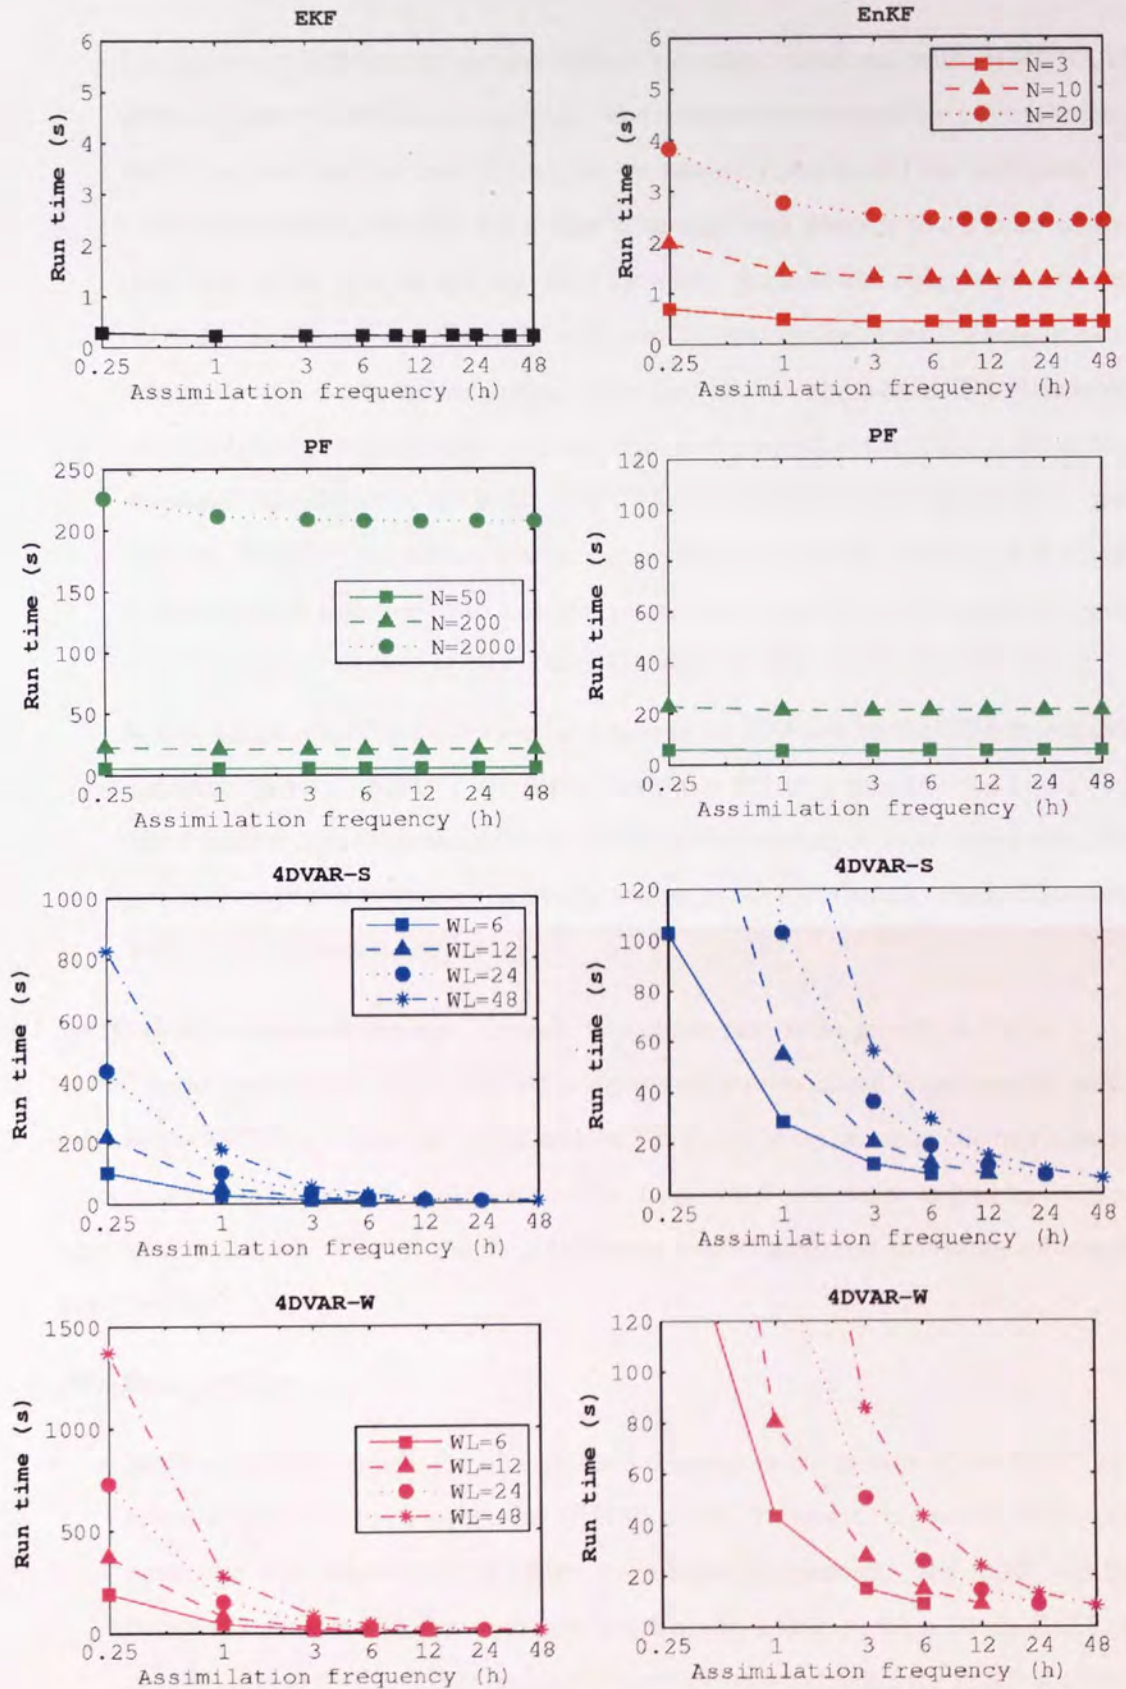 EKF
Run time (s)
6
5
4
3
2
1
0
0.25 1 3 6 12 24 48
Assimilation frequency (h)
EnKF
Run time (s)
6
5
4
3
2
1
0
N=3
N=10
N=20
0.25 1 3 6 12 24 48
Assimilation frequency (h)
PF
Run time (s)
250
200
150
100
50
0
N=50
N=200
N=2000
0.25 1 3 6 12 24 48
Assimilation frequency (h)
PF
Run time (s)
120
100
80
60
40
20
0
0.25 1 3 6 12 24 48
Assimilation frequency (h)
4DVAR-S
Run time (s)
1000
800
600
400
200
0
WL=6
WL=12
WL=24
WL=48
0.25 1 3 6 12 24 48
Assimilation frequency (h)
4DVAR-S
Run time (s)
120
100
80
60
40
20
0
0.25 1 3 6 12 24 48
Assimilation frequency (h)
4DVAR-W
Run time (s)
1500
1000
500
0
WL=6
WL=12
WL=24
WL=48
0.25 1 3 6 12 24 48
Assimilation frequency (h)
4DVAR-W
Run time (s)
120
100
80
60
40
20
0
0.25 1 3 6 12 24 48
Assimilation frequency (h)